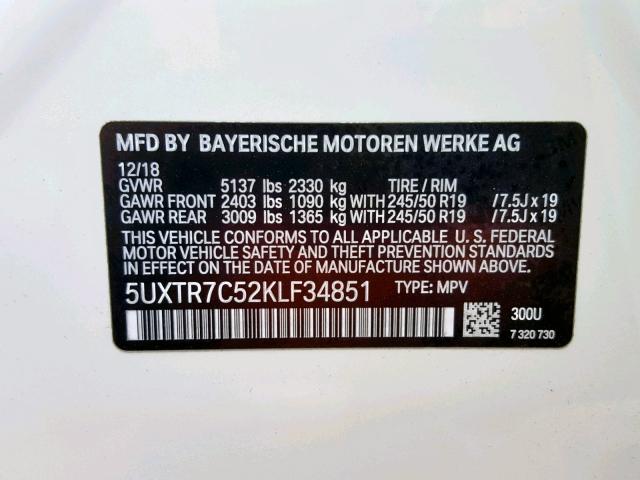 MFD BY BAYERISCHE MOTOREN WERKE AG
12/18
GVWR 5137 lbs 2330 kg TIRE / RIM
GAWR FRONT 2403 lbs 1090 kg WITH 245/50 R19 /7.5J x 19
GAWR REAR 3009 lbs 1365 kg WITH 245/50 R19 /7.5J x 19
THIS VEHICLE CONFORMS TO ALL APPLICABLE U. S. FEDERAL
MOTOR VEHICLE SAFETY AND THEFT PREVENTION
STANDARDS IN EFFECT ON THE DATE OF MANUFACTURE
SHOWN ABOVE.
5UXTR7C52KLF34851 TYPE: MPV
300U
7 320 730